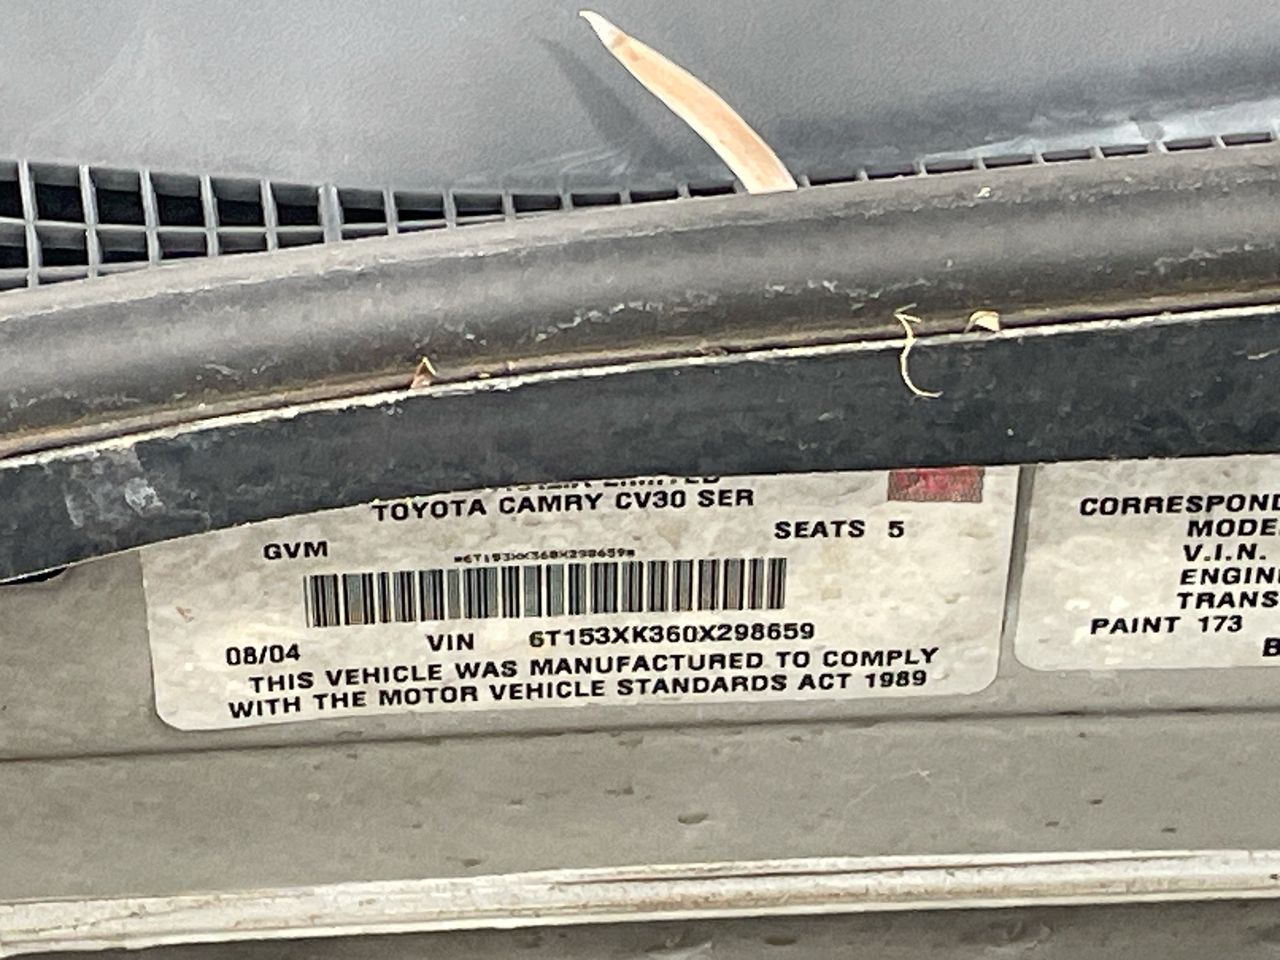 TOYOTA CAMRY CV30 SER
SEATS 5
GVM
*6T153XK360X298659*
08/04 VIN 6T153XK360X298659
THIS VEHICLE WAS MANUFACTURED TO COMPLY
WITH THE MOTOR VEHICLE STANDARDS ACT 1989
CORRESPOND
MODE
V.I.N.
ENGIN
TRANS
PAINT 173
B